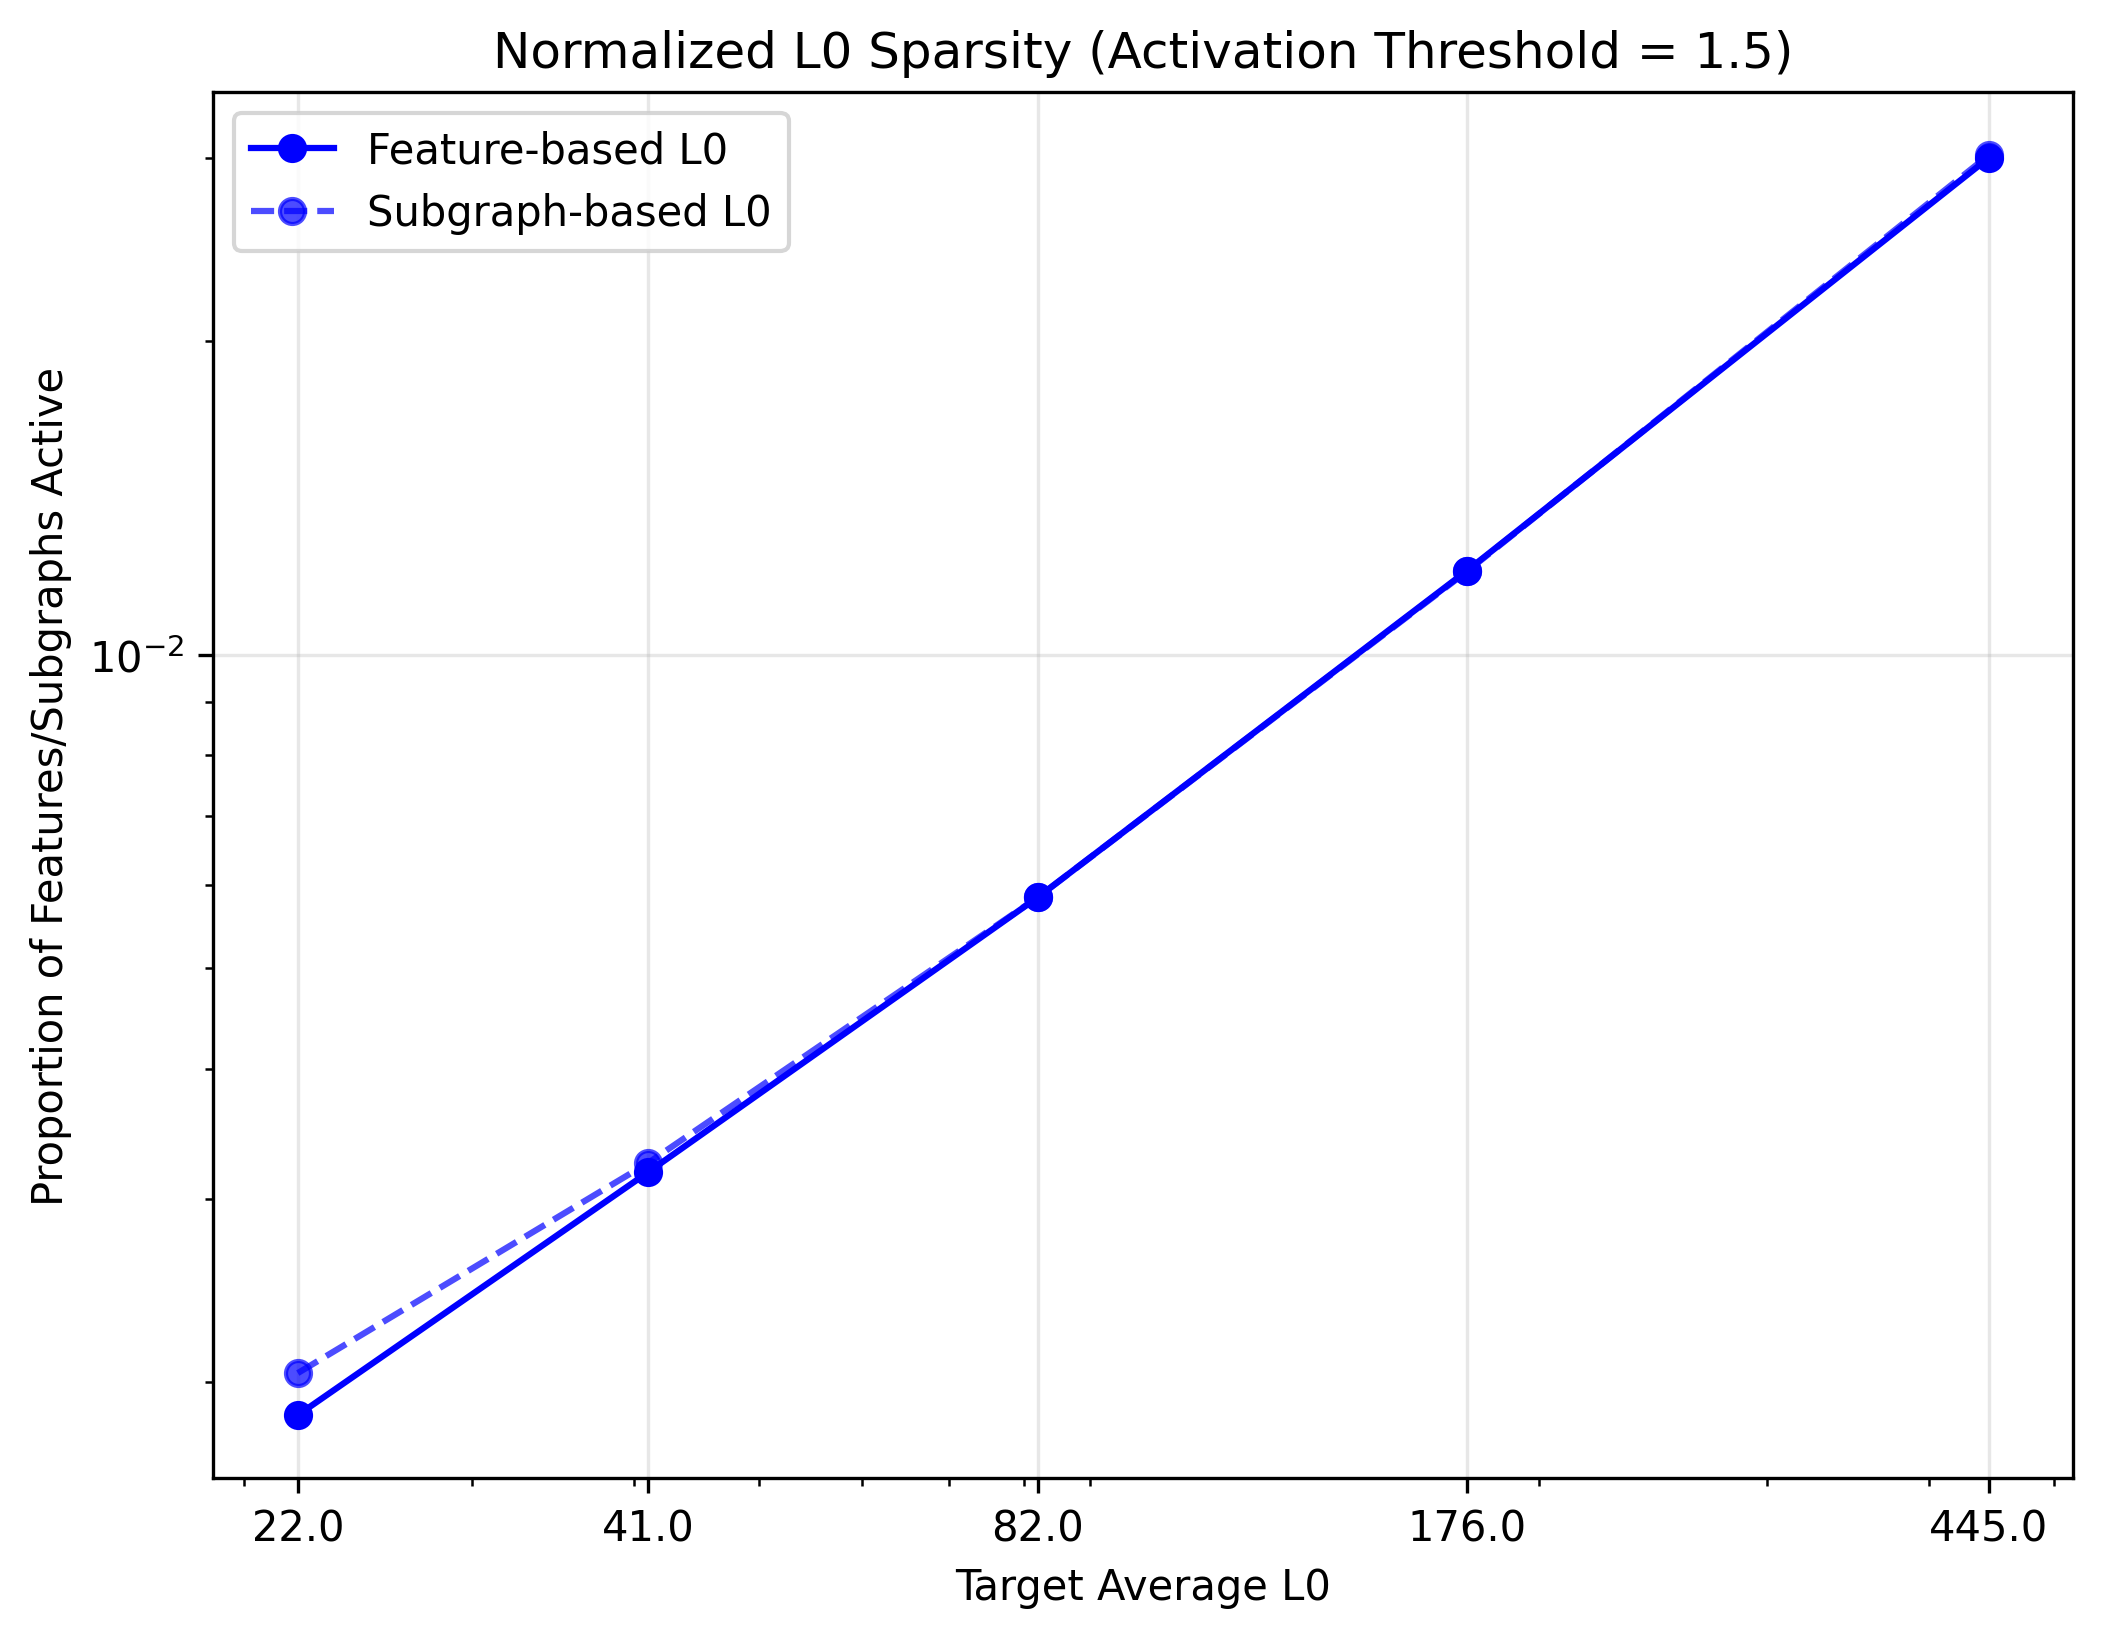 Normalized L0 Sparsity (Activation Threshold = 1.5)
Feature-based L0
Subgraph-based L0
Proportion of Features/Subgraphs Active
10⁻²
22.0 41.0 82.0 176.0 445.0
Target Average L0